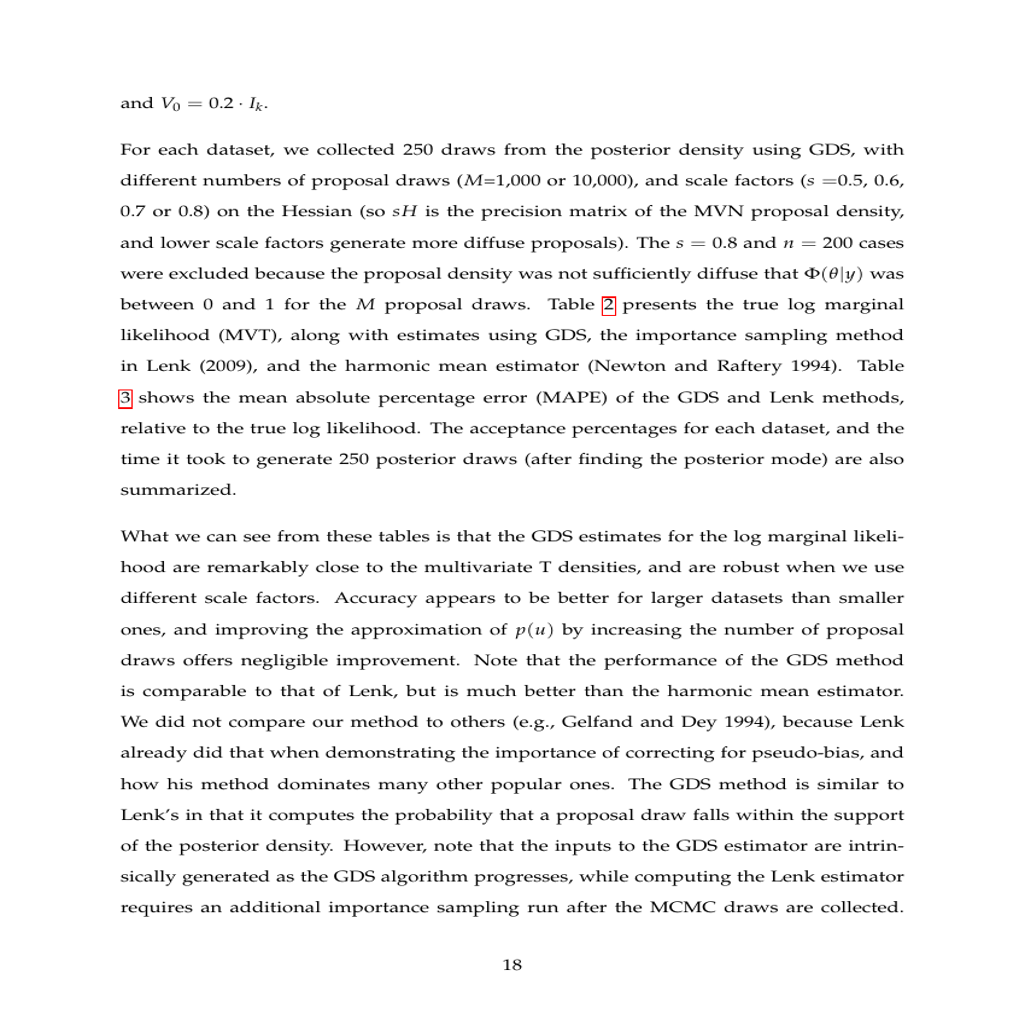 and V₀ = 0.2 · Iₖ.
For each dataset, we collected 250 draws from the posterior density using GDS, with
different numbers of proposal draws (M=1,000 or 10,000), and scale factors (s =0.5, 0.6,
0.7 or 0.8) on the Hessian (so sH is the precision matrix of the MVN proposal density,
and lower scale factors generate more diffuse proposals). The s = 0.8 and n = 200 cases
were excluded because the proposal density was not sufficiently diffuse that Φ(θ|y) was
between 0 and 1 for the M proposal draws. Table 2 presents the true log marginal
likelihood (MVT), along with estimates using GDS, the importance sampling method
in Lenk (2009), and the harmonic mean estimator (Newton and Raftery 1994). Table
3 shows the mean absolute percentage error (MAPE) of the GDS and Lenk methods,
relative to the true log likelihood. The acceptance percentages for each dataset, and the
time it took to generate 250 posterior draws (after finding the posterior mode) are also
summarized.
What we can see from these tables is that the GDS estimates for the log marginal likeli-
hood are remarkably close to the multivariate T densities, and are robust when we use
different scale factors. Accuracy appears to be better for larger datasets than smaller
ones, and improving the approximation of p(u) by increasing the number of proposal
draws offers negligible improvement. Note that the performance of the GDS method
is comparable to that of Lenk, but is much better than the harmonic mean estimator.
We did not compare our method to others (e.g., Gelfand and Dey 1994), because Lenk
already did that when demonstrating the importance of correcting for pseudo-bias, and
how his method dominates many other popular ones. The GDS method is similar to
Lenk's in that it computes the probability that a proposal draw falls within the support
of the posterior density. However, note that the inputs to the GDS estimator are intrin-
sically generated as the GDS algorithm progresses, while computing the Lenk estimator
requires an additional importance sampling run after the MCMC draws are collected.
18